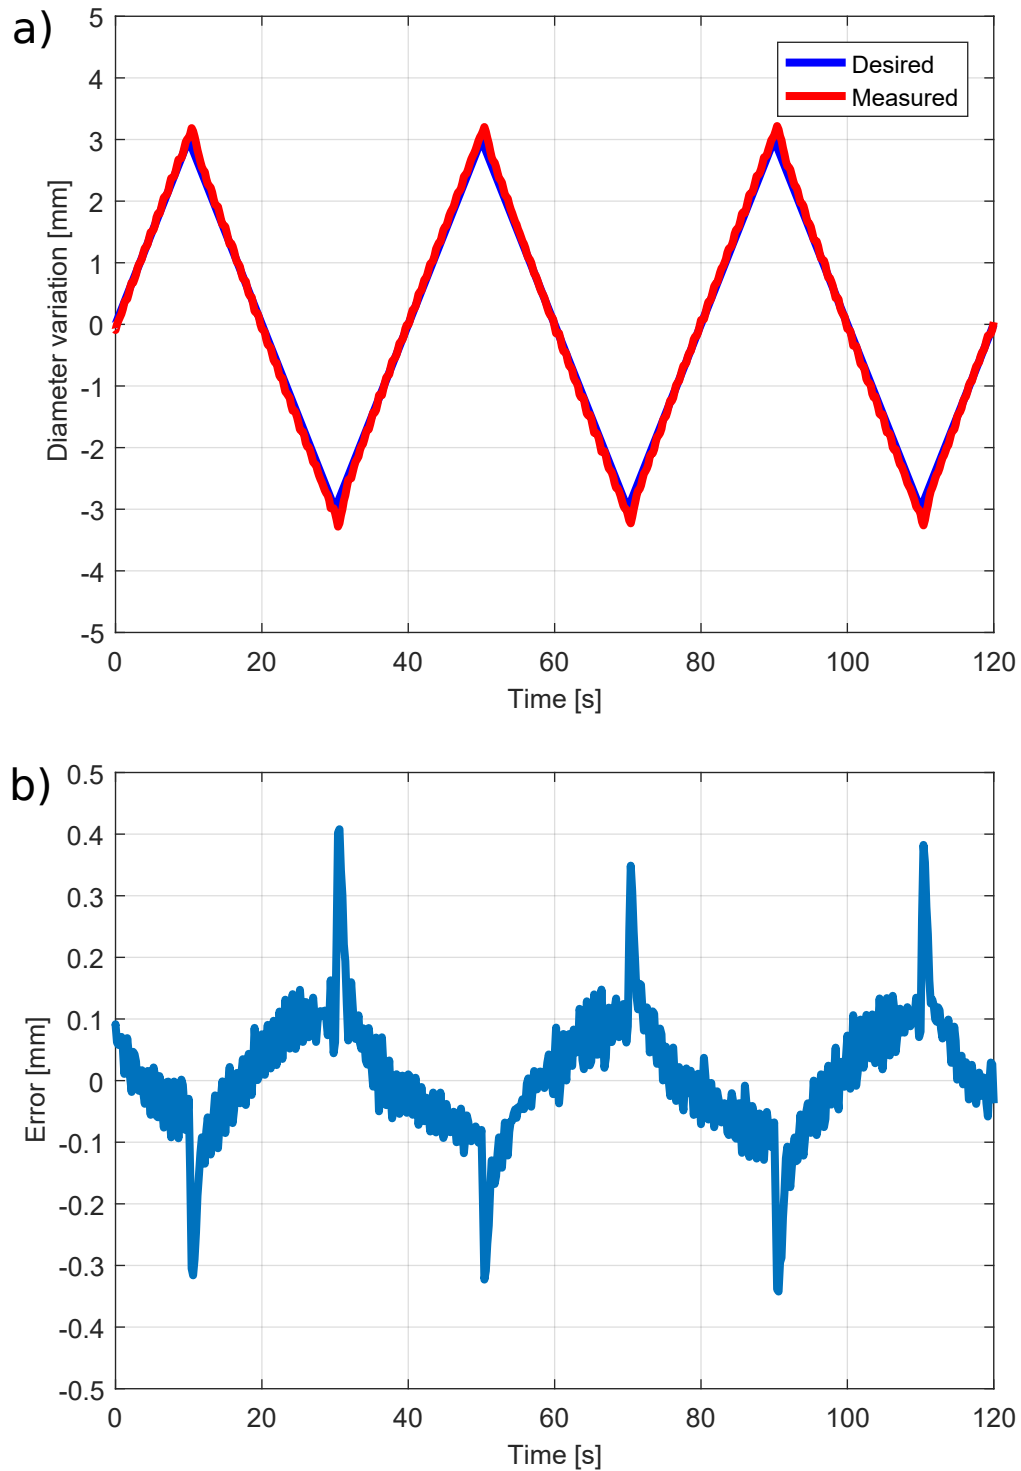 a)
5
4
3
2
1
0
-1
-2
-3
-4
-5
Diameter variation [mm]
Desired
Measured
0 20 40 60 80 100 120
Time [s]
b)
0.5
0.4
0.3
0.2
0.1
0
-0.1
-0.2
-0.3
-0.4
-0.5
Error [mm]
0 20 40 60 80 100 120
Time [s]